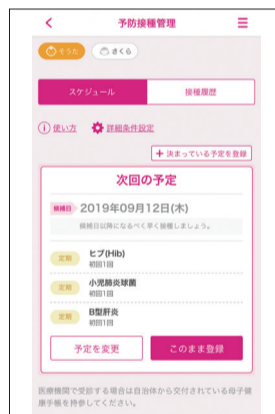 予防接種管理
そうた さくら
スケジュール 接種履歴
使い方 詳細条件設定
+ 決まっている予定を登録
次回の予定
候補日 2019年09月12日(木)
候補日以降になるべく早く接種しましょう。
定期 ヒブ(Hib)
初回1回
定期 小児肺炎球菌
初回1回
定期 B型肝炎
初回1回
予定を変更 このまま登録
医療機関で受診する場合は自治体から交付されている母子健
康手帳を持参してください。